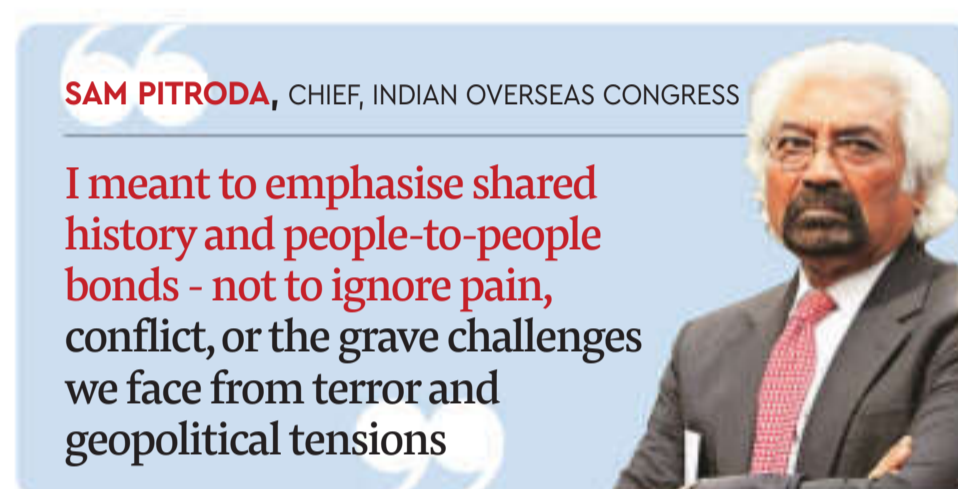 SAM PITRODA, CHIEF, INDIAN OVERSEAS CONGRESS
I meant to emphasise shared
history and people-to-people
bonds - not to ignore pain,
conflict, or the grave challenges
we face from terror and
geopolitical tensions